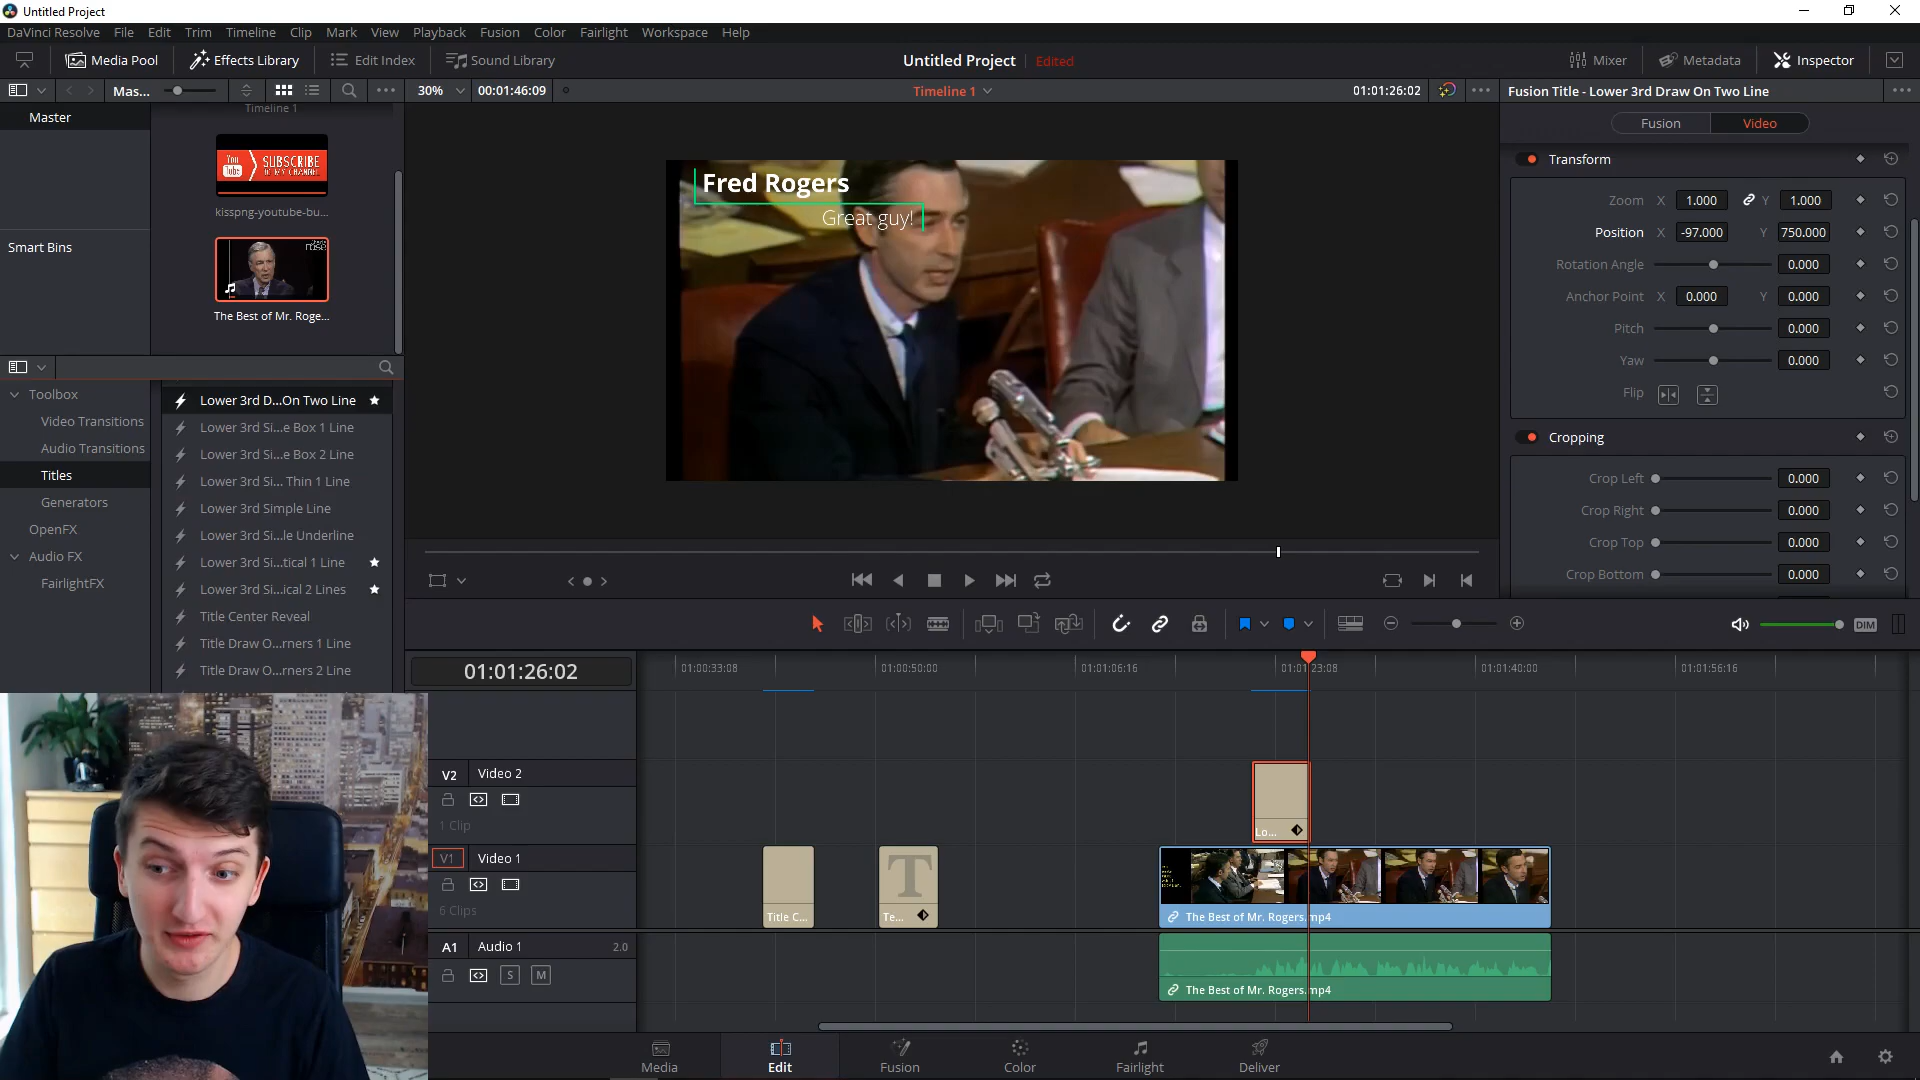 Untitled Project
DaVinci Resolve File Edit Trim Timeline Clip Mark View Playback Fusion Color Fairlight Workspace Help
Media Pool Effects Library Edit Index Sound Library Untitled Project Edited Mixer Metadata Inspector
Mas... 30% 00:01:46:09 Timeline 1 01:01:26:02 Fusion Title - Lower 3rd Draw On Two Line
Timeline 1
Master
Fusion Video
You Tube SUBSCRIBE TO MY CHANNEL
kisspng-youtube-bu...
Smart Bins
rose
The Best of Mr. Roge...
Fred Rogers
Great guy!
Transform
Zoom X 1.000 Y 1.000
Position X -97.000 Y 750.000
Rotation Angle 0.000
Anchor Point X 0.000 Y 0.000
Pitch 0.000
Yaw 0.000
Flip
Cropping
Crop Left 0.000
Crop Right 0.000
Crop Top 0.000
Crop Bottom 0.000
Toolbox
Video Transitions
Audio Transitions
Titles
Generators
OpenFX
Audio FX
FairlightFX
Lower 3rd D...On Two Line
Lower 3rd Si...e Box 1 Line
Lower 3rd Si...e Box 2 Line
Lower 3rd Si... Thin 1 Line
Lower 3rd Simple Line
Lower 3rd Si...le Underline
Lower 3rd Si...tical 1 Line
Lower 3rd Si...ical 2 Lines
Title Center Reveal
Title Draw O...rners 1 Line
Title Draw O...rners 2 Line
DIM
01:01:26:02 01:00:33:08 01:00:50:00 01:01:06:16 01:01:23:08 01:01:40:00 01:01:56:16
V2 Video 2
1 Clip
Lo...
V1 Video 1
6 Clips
T
Title C... Te... The Best of Mr. Rogers.mp4
A1 Audio 1 2.0
S M
The Best of Mr. Rogers.mp4
Media Edit Fusion Color Fairlight Deliver